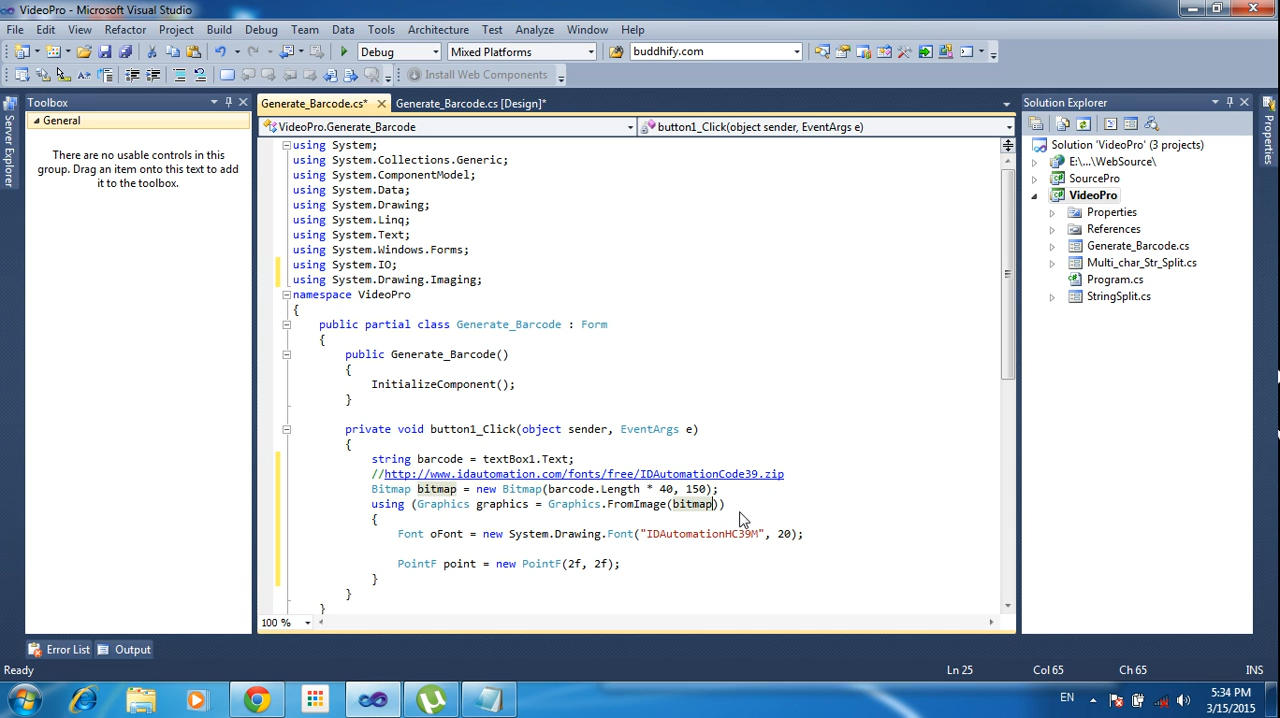 VideoPro - Microsoft Visual Studio
File Edit View Refactor Project Build Debug Team Data Tools Architecture Test Analyze Window Help
Debug Mixed Platforms buddhify.com
Install Web Components
Server Explorer
Toolbox
General
There are no usable controls in this
group. Drag an item onto this text to add
it to the toolbox.
Generate_Barcode.cs* Generate_Barcode.cs [Design]*
VideoPro.Generate_Barcode button1_Click(object sender, EventArgs e)
using System;
using System.Collections.Generic;
using System.ComponentModel;
using System.Data;
using System.Drawing;
using System.Linq;
using System.Text;
using System.Windows.Forms;
using System.IO;
using System.Drawing.Imaging;
namespace VideoPro
{
public partial class Generate_Barcode : Form
{
public Generate_Barcode()
{
InitializeComponent();
}
private void button1_Click(object sender, EventArgs e)
{
string barcode = textBox1.Text;
//http://www.idautomation.com/fonts/free/IDAutomationCode39.zip
Bitmap bitmap = new Bitmap(barcode.Length * 40, 150);
using (Graphics graphics = Graphics.FromImage(bitmap))
{
Font oFont = new System.Drawing.Font("IDAutomationHC39M", 20);
PointF point = new PointF(2f, 2f);
}
}
}
100 %
Solution Explorer
Solution 'VideoPro' (3 projects)
E:\...\WebSource\
SourcePro
VideoPro
Properties
References
Generate_Barcode.cs
Multi_char_Str_Split.cs
Program.cs
StringSplit.cs
Properties
Error List Output
Ready Ln 25 Col 65 Ch 65 INS
EN
5:34 PM
3/15/2015